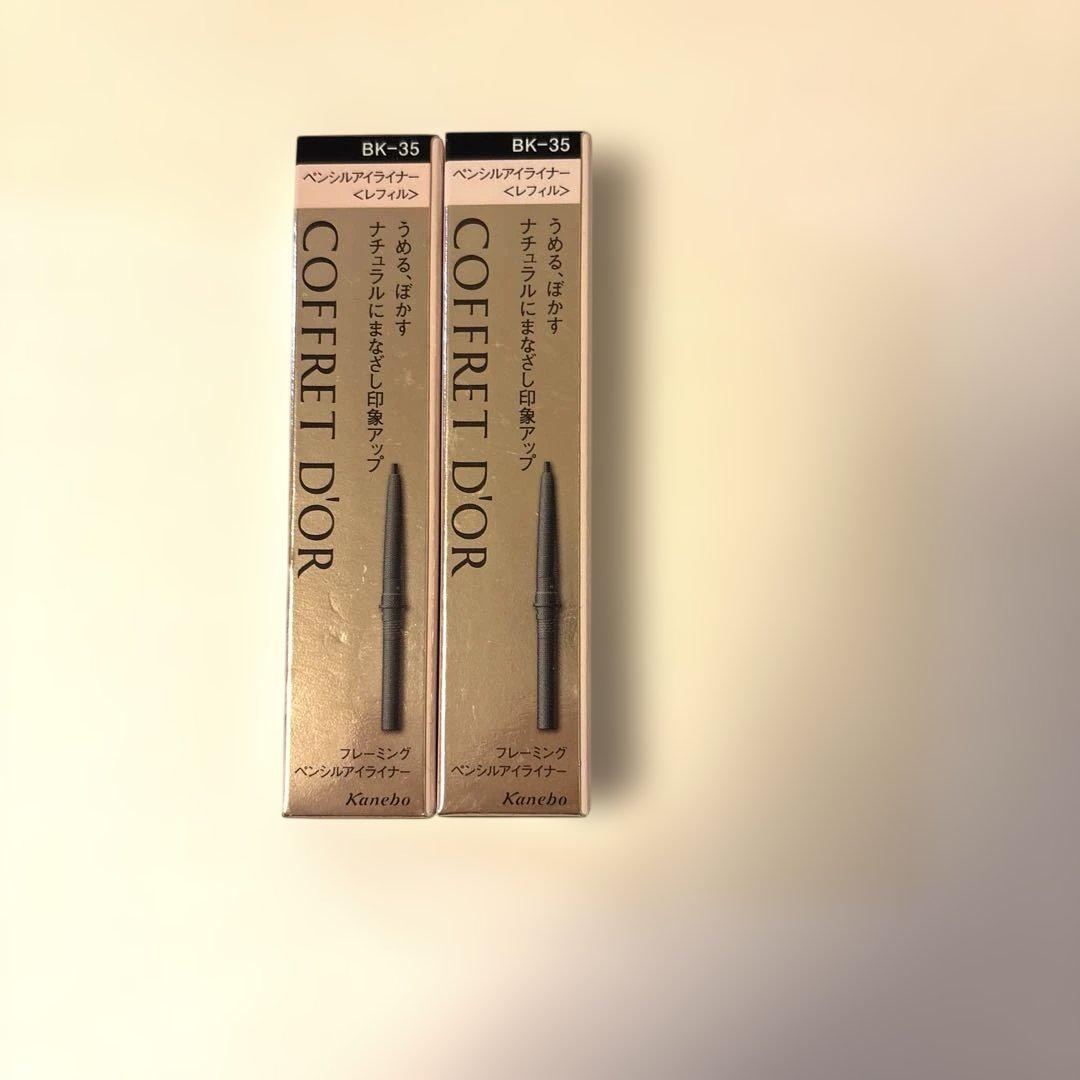 BK-35
ペンシルアイライナー
<レフィル>
うめる、ぼかす
ナチュラルにまなざし印象アップ
COFFRET D'OR
フレーミング
ペンシルアイライナー
Kanebo
BK-35
ペンシルアイライナー
<レフィル>
うめる、ぼかす
ナチュラルにまなざし印象アップ
COFFRET D'OR
フレーミング
ペンシルアイライナー
Kanebo